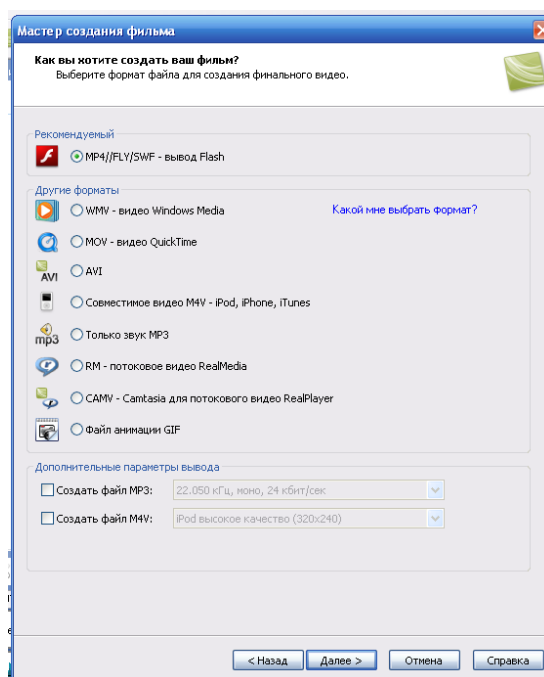 Мастер создания фильма
Как вы хотите создать ваш фильм?
Выберите формат файла для создания финального видео.
Рекомендуемый
MP4//FLY/SWF - вывод Flash
Другие форматы
WMV - видео Windows Media
Какой мне выбрать формат?
MOV - видео QuickTime
AVI
AVI
Совместимое видео M4V - iPod, iPhone, iTunes
mp3
Только звук MP3
RM - потоковое видео RealMedia
CAMV - Camtasia для потокового видео RealPlayer
Файл анимации GIF
Дополнительные параметры вывода
Создать файл MP3:
22.050 кГц, моно, 24 кбит/сек
Создать файл M4V:
iPod высокое качество (320x240)
< Назад
Далее >
Отмена
Справка